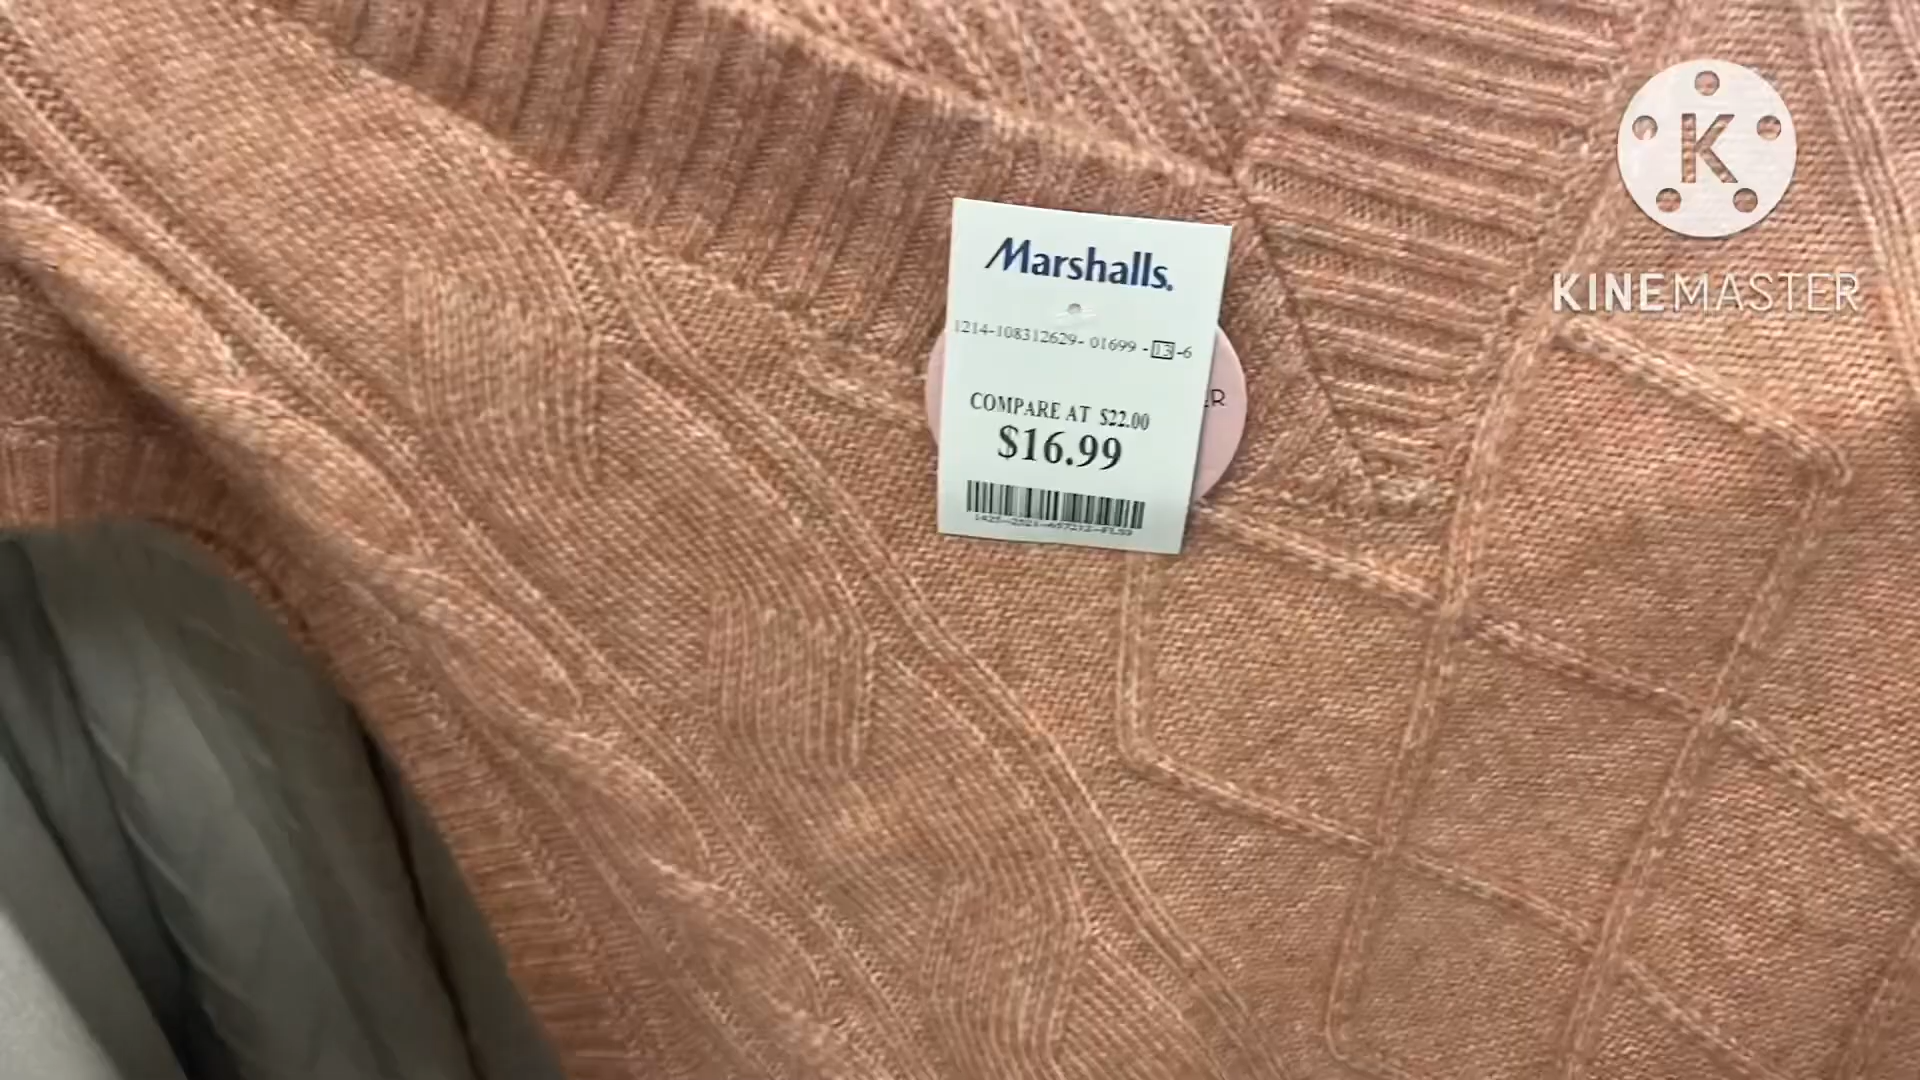 Marshalls.
1214-108312629- 01699 -13-6
COMPARE AT $22.00
$16.99
K
KINEMASTER